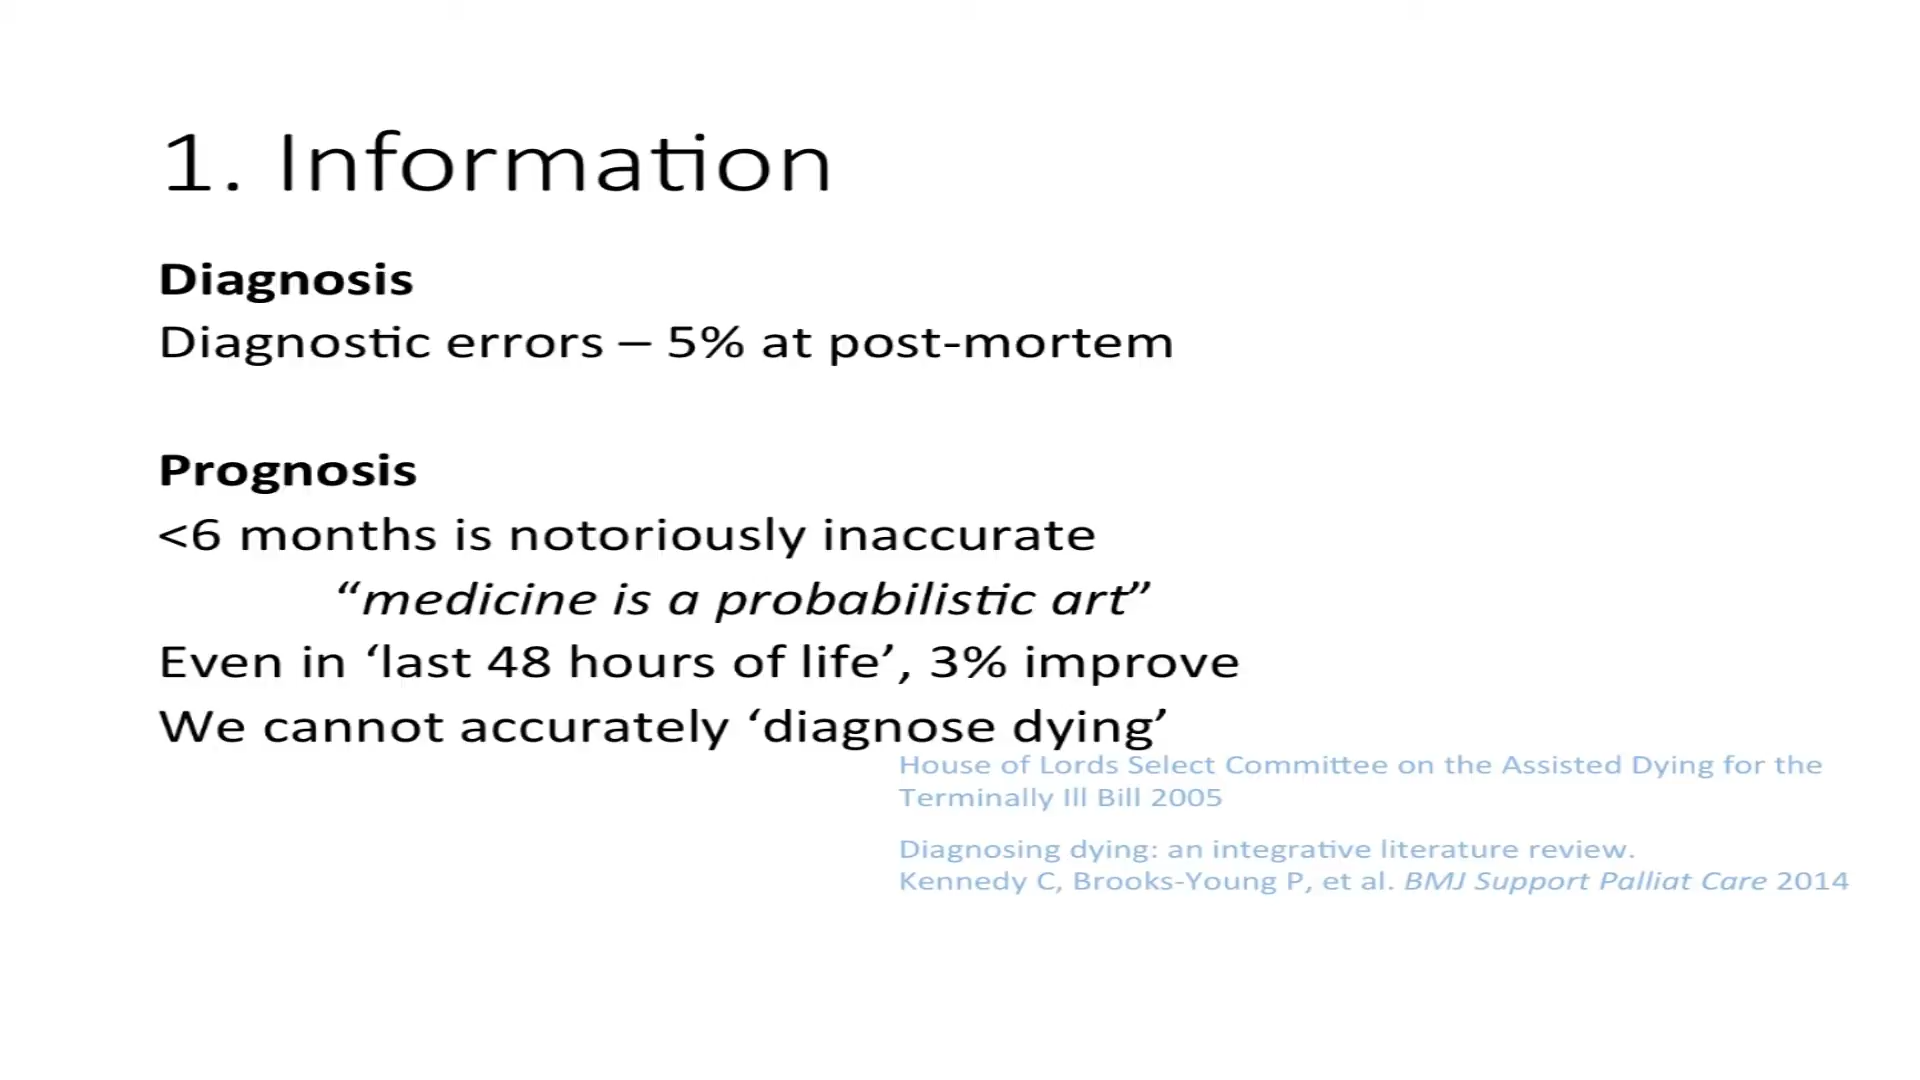 1. Information
Diagnosis
Diagnostic errors – 5% at post-mortem
Prognosis
<6 months is notoriously inaccurate
“medicine is a probabilistic art”
Even in ‘last 48 hours of life’, 3% improve
We cannot accurately ‘diagnose dying’
House of Lords Select Committee on the Assisted Dying for the
Terminally Ill Bill 2005
Diagnosing dying: an integrative literature review.
Kennedy C, Brooks-Young P, et al. BMJ Support Palliat Care 2014